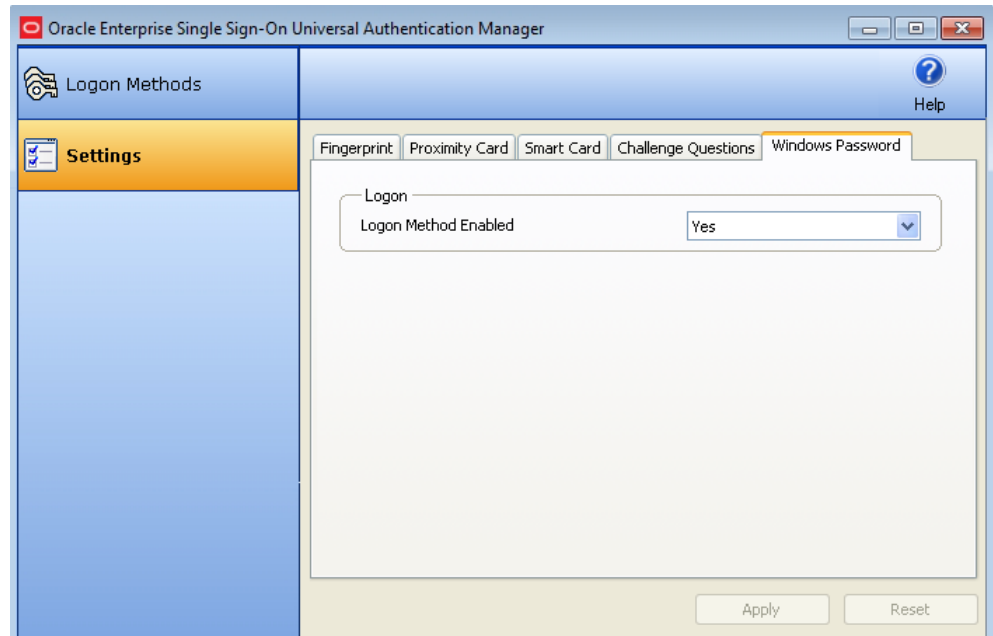 Oracle Enterprise Single Sign-On Universal Authentication Manager
Logon Methods
Help
Settings
Fingerprint Proximity Card Smart Card Challenge Questions Windows Password
Logon
Logon Method Enabled Yes
Apply Reset